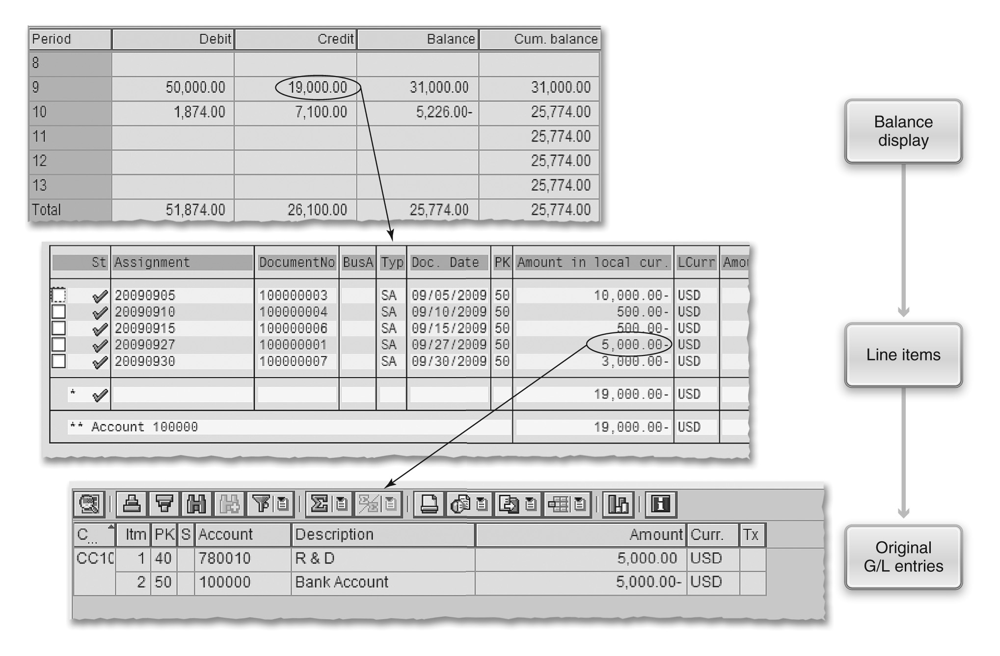 Period Debit Credit Balance Cum. balance
8
9 50,000.00 19,000.00 31,000.00 31,000.00
10 1,874.00 7,100.00 5,226.00- 25,774.00
11 25,774.00
12 25,774.00
13 25,774.00
Total 51,874.00 26,100.00 25,774.00 25,774.00
St Assignment DocumentNo BusA Typ Doc. Date PK Amount in local cur. LCurr Amou
20090905 100000003 SA 09/05/2009 50 10,000.00- USD
20090910 100000004 SA 09/10/2009 50 500.00- USD
20090915 100000006 SA 09/15/2009 50 500.00- USD
20090927 100000001 SA 09/27/2009 50 5,000.00- USD
20090930 100000007 SA 09/30/2009 50 3,000.00- USD
* 19,000.00- USD
** Account 100000 19,000.00- USD
C... Itm PK S Account Description Amount Curr. Tx
CC10 1 40 780010 R & D 5,000.00 USD
2 50 100000 Bank Account 5,000.00- USD
Balance
display
Line items
Original
G/L entries